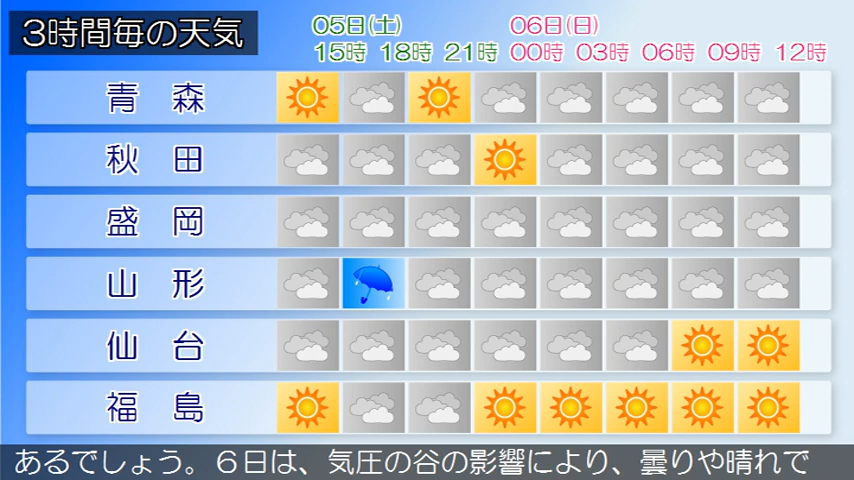 3時間毎の天気
05日(土) 06日(日)
15時 18時 21時 00時 03時 06時 09時 12時
青 森
秋 田
盛 岡
山 形
仙 台
福 島
あるでしょう。６日は、気圧の谷の影響により、曇りや晴れで